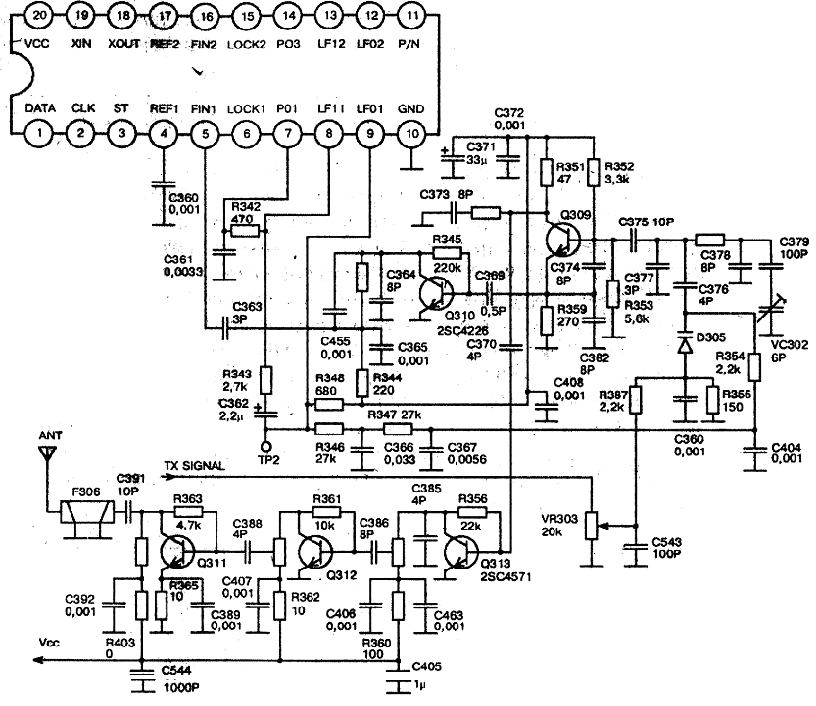 20 19 18 17 16 15 14 13 12 11
VCC XIN XOUT REF2 FIN2 LOCK2 PO3 LF12 LF02 P/N
DATA CLK ST REF1 FIN1 LOCK1 P01 LF11 LF01 GND
1 2 3 4 5 6 7 8 9 10
C360
0,001
R342
470
C361
0,0033
C372
0,001
C371
33µ
R351
47
R352
3,3k
C373 8P
Q309
C375 10P
C379
100P
R345
220k
C364
8P
C369
0,5P
C374
8P
C377
3P
C378
8P
C376
4P
R353
5,6k
Q310
2SC4226
R359
270
C363
3P
C370
4P
D305
VC302
6P
C455
0,001
C365
0,001
C382
8P
R364
2,2k
R343
2,7k
R348
680
R344
220
C408
0,001
R387
2,2k
R366
150
C362
2,2µ
R347 27k
TP2
R346
27k
C366
0,033
C367
0,0056
C360
0,001
C404
0,001
ANT
TX SIGNAL
C391
10P
F306
R363
4,7k
C388
4P
R361
10k
C386
8P
C385
4P
R356
22k
VR303
20k
Q311
Q312
Q313
2SC4571
C543
100P
C392
0,001
R365
10
C389
0,001
C407
0,001
R362
10
C406
0,001
C463
0,001
Vcc
R403
0
R360
100
C544
1000P
C405
1µ